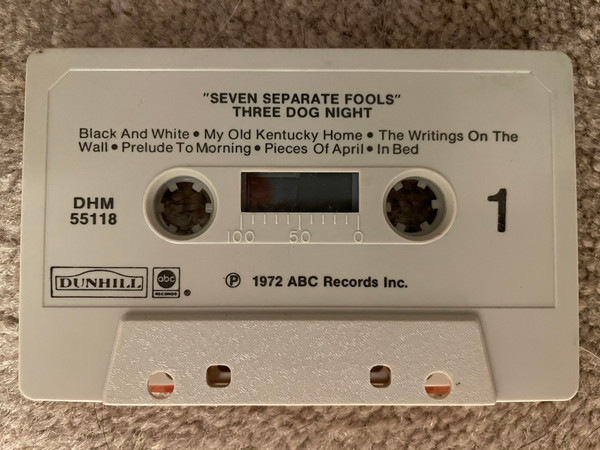 "SEVEN SEPARATE FOOLS"
THREE DOG NIGHT
Black And White • My Old Kentucky Home • The Writings On The
Wall • Prelude To Morning • Pieces Of April • In Bed
DHM
55118
1
100 50 0
DUNHILL
abc
RECORDS
®
℗ 1972 ABC Records Inc.